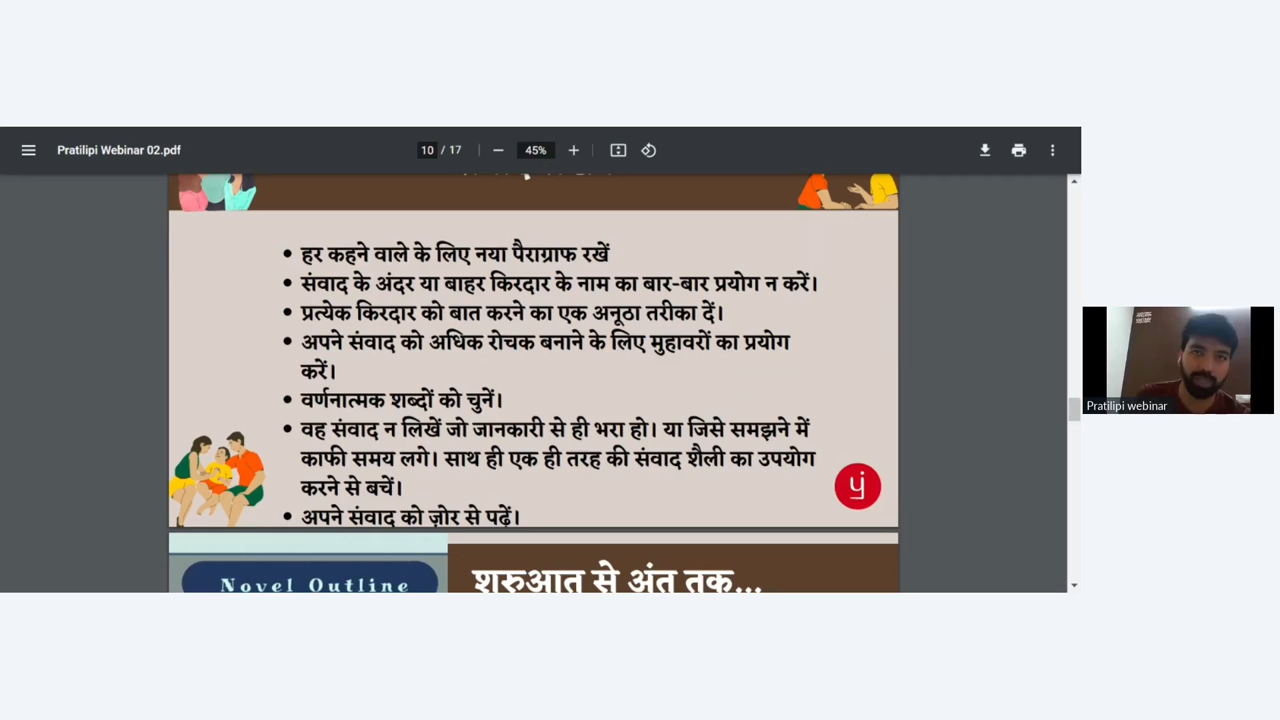 Pratilipi Webinar 02.pdf
10 / 17
45%
हर कहने वाले के लिए नया पैराग्राफ रखें
संवाद के अंदर या बाहर किरदार के नाम का बार-बार प्रयोग न करें।
प्रत्येक किरदार को बात करने का एक अनूठा तरीका दें।
अपने संवाद को अधिक रोचक बनाने के लिए मुहावरों का प्रयोग
करें।
वर्णनात्मक शब्दों को चुनें।
वह संवाद न लिखें जो जानकारी से ही भरा हो। या जिसे समझने में
काफी समय लगे। साथ ही एक ही तरह की संवाद शैली का उपयोग
करने से बचें।
अपने संवाद को ज़ोर से पढ़ें।
Novel Outline
शुरुआत से अंत तक...
Pratilipi webinar